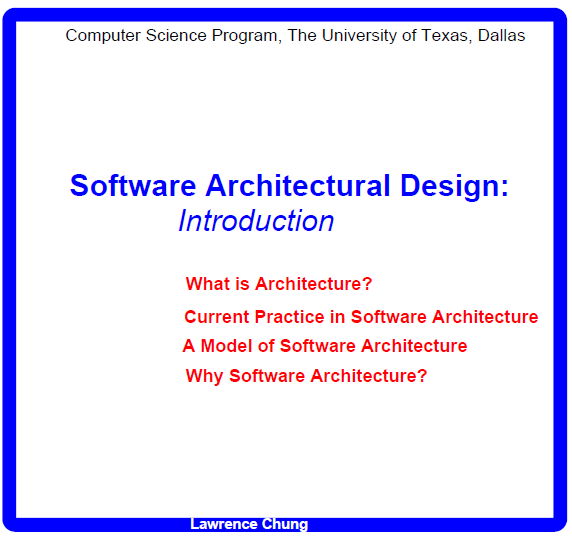 Computer Science Program, The University of Texas, Dallas
Software Architectural Design:
Introduction
What is Architecture?
Current Practice in Software Architecture
A Model of Software Architecture
Why Software Architecture?
Lawrence Chung